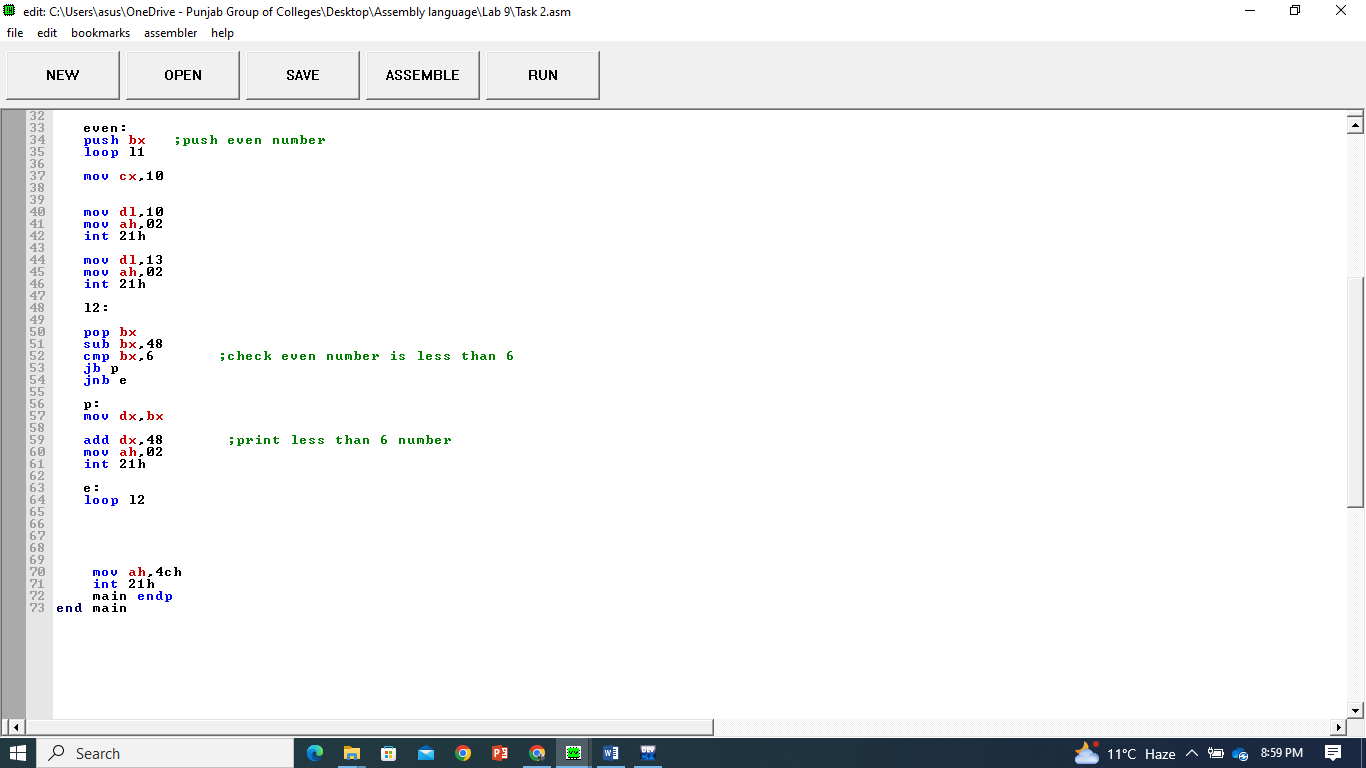 edit: C:\Users\asus\OneDrive - Punjab Group of Colleges\Desktop\Assembly language\Lab 9\Task 2.asm
file edit bookmarks assembler help
NEW OPEN SAVE ASSEMBLE RUN
32
33 even:
34 push bx ;push even number
35 loop l1
36
37 mov cx,10
38
39
40 mov dl,10
41 mov ah,02
42 int 21h
43
44 mov dl,13
45 mov ah,02
46 int 21h
47
48 l2:
49
50 pop bx
51 sub bx,48
52 cmp bx,6 ;check even number is less than 6
53 jb p
54 jnb e
55
56 p:
57 mov dx,bx
58
59 add dx,48 ;print less than 6 number
60 mov ah,02
61 int 21h
62
63 e:
64 loop l2
65
66
67
68
69
70 mov ah,4ch
71 int 21h
72 main endp
73 end main
Search 11°C Haze 8:59 PM